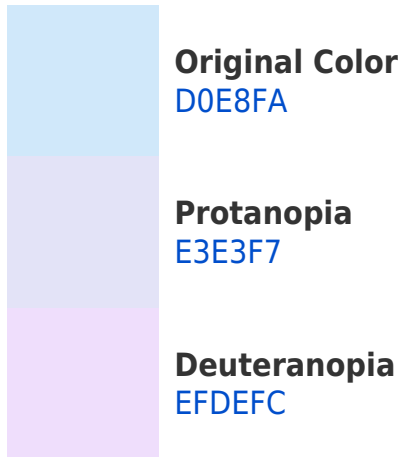 Original Color
D0E8FA
Protanopia
E3E3F7
Deuteranopia
EFDEFC